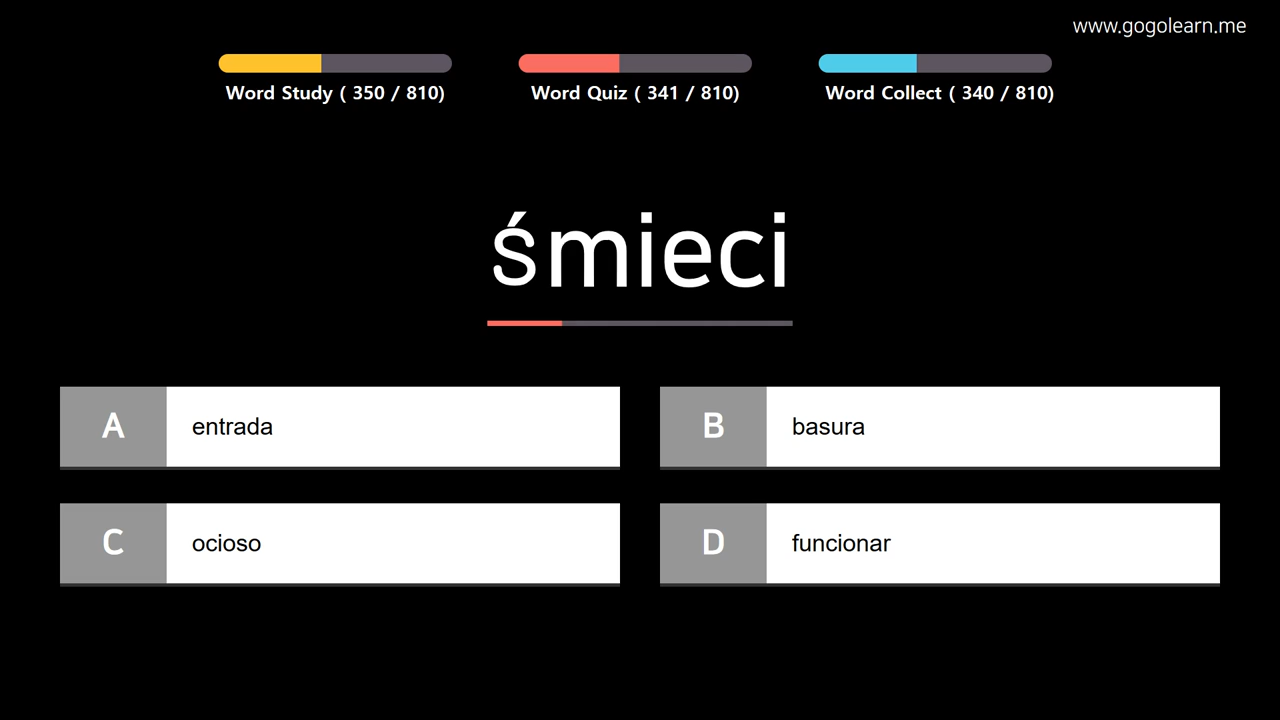 www.gogolearn.me
Word Study ( 350 / 810)
Word Quiz ( 341 / 810)
Word Collect ( 340 / 810)
śmieci
A entrada
B basura
C ocioso
D funcionar